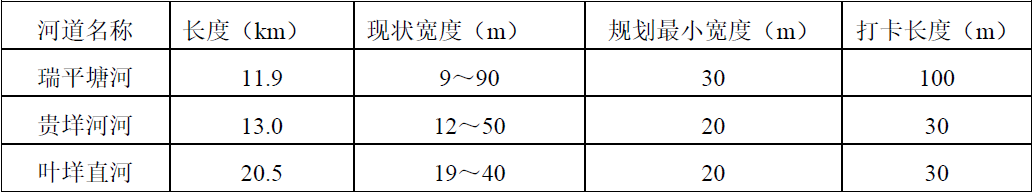 河道名称 长度（km） 现状宽度（m） 规划最小宽度（m） 打卡长度（m）
瑞平塘河 11.9 9～90 30 100
贵垟河河 13.0 12～50 20 30
叶垟直河 20.5 19～40 20 30